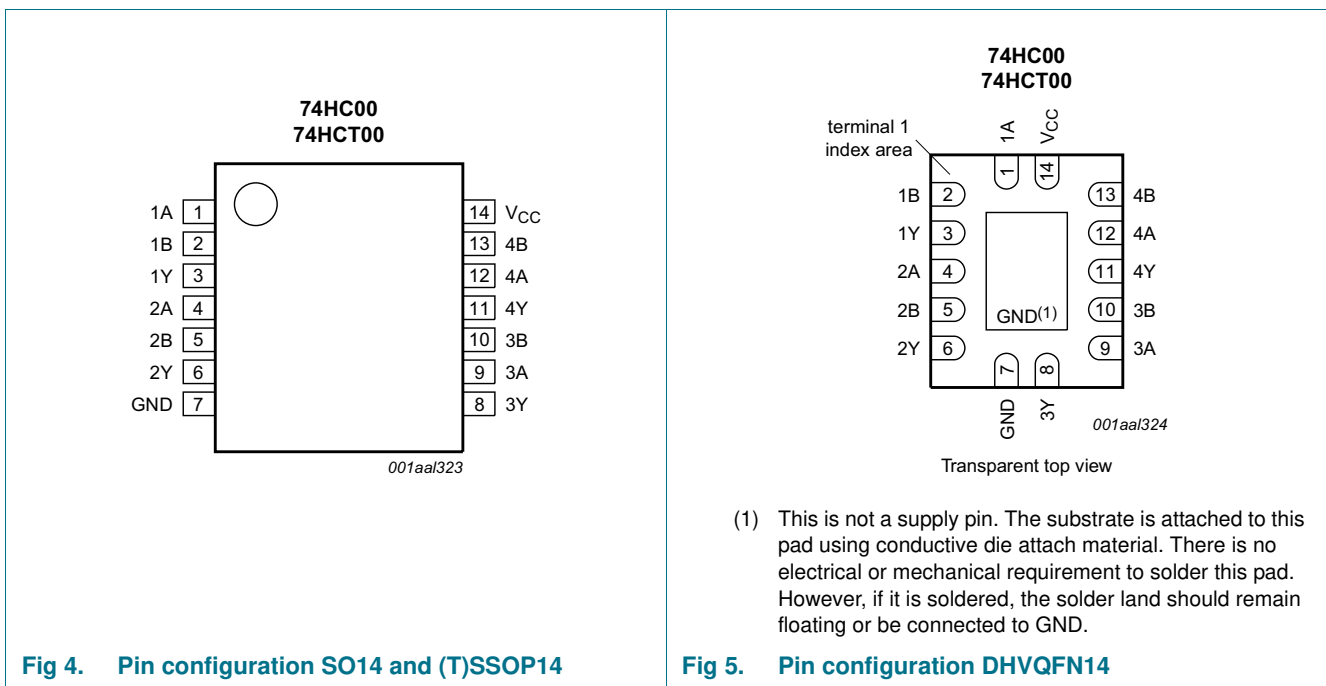 74HC00
74HCT00
1A 1
1B 2
1Y 3
2A 4
2B 5
2Y 6
GND 7
14 VCC
13 4B
12 4A
11 4Y
10 3B
9 3A
8 3Y
001aal323
Fig 4. Pin configuration SO14 and (T)SSOP14
74HC00
74HCT00
terminal 1
index area
1A
VCC
1
14
1B 2
1Y 3
2A 4
2B 5
2Y 6
13 4B
12 4A
11 4Y
10 3B
9 3A
GND(1)
7
8
GND
3Y
001aal324
Transparent top view
(1) This is not a supply pin. The substrate is attached to this
pad using conductive die attach material. There is no
electrical or mechanical requirement to solder this pad.
However, if it is soldered, the solder land should remain
floating or be connected to GND.
Fig 5. Pin configuration DHVQFN14